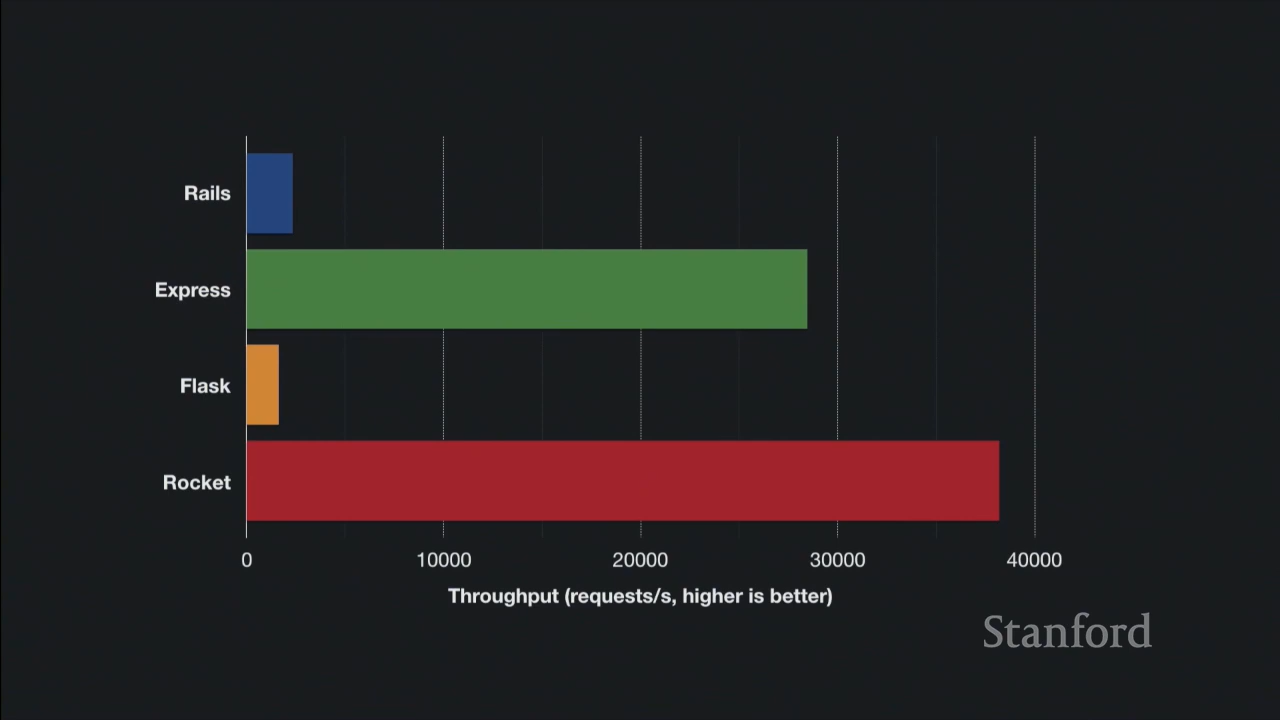 Rails
Express
Flask
Rocket
0 10000 20000 30000 40000
Throughput (requests/s, higher is better)
Stanford